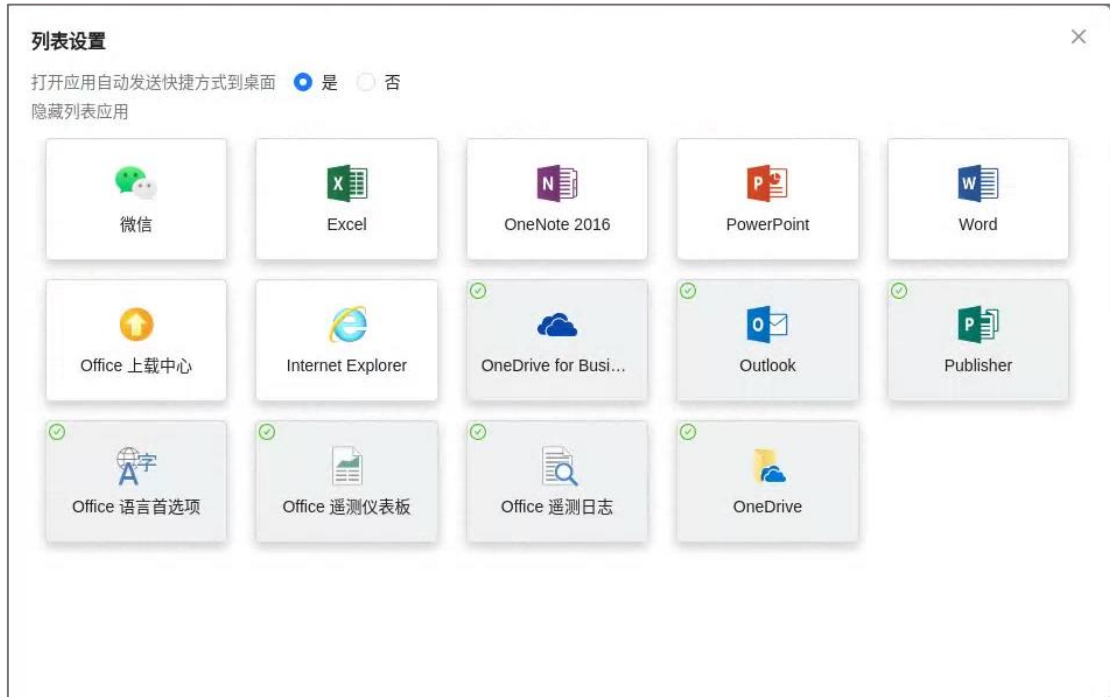 列表设置
打开应用自动发送快捷方式到桌面 是 否
隐藏列表应用
微信 Excel OneNote 2016 PowerPoint Word
Office 上载中心 Internet Explorer OneDrive for Busi... Outlook Publisher
Office 语言首选项 Office 遥测仪表板 Office 遥测日志 OneDrive